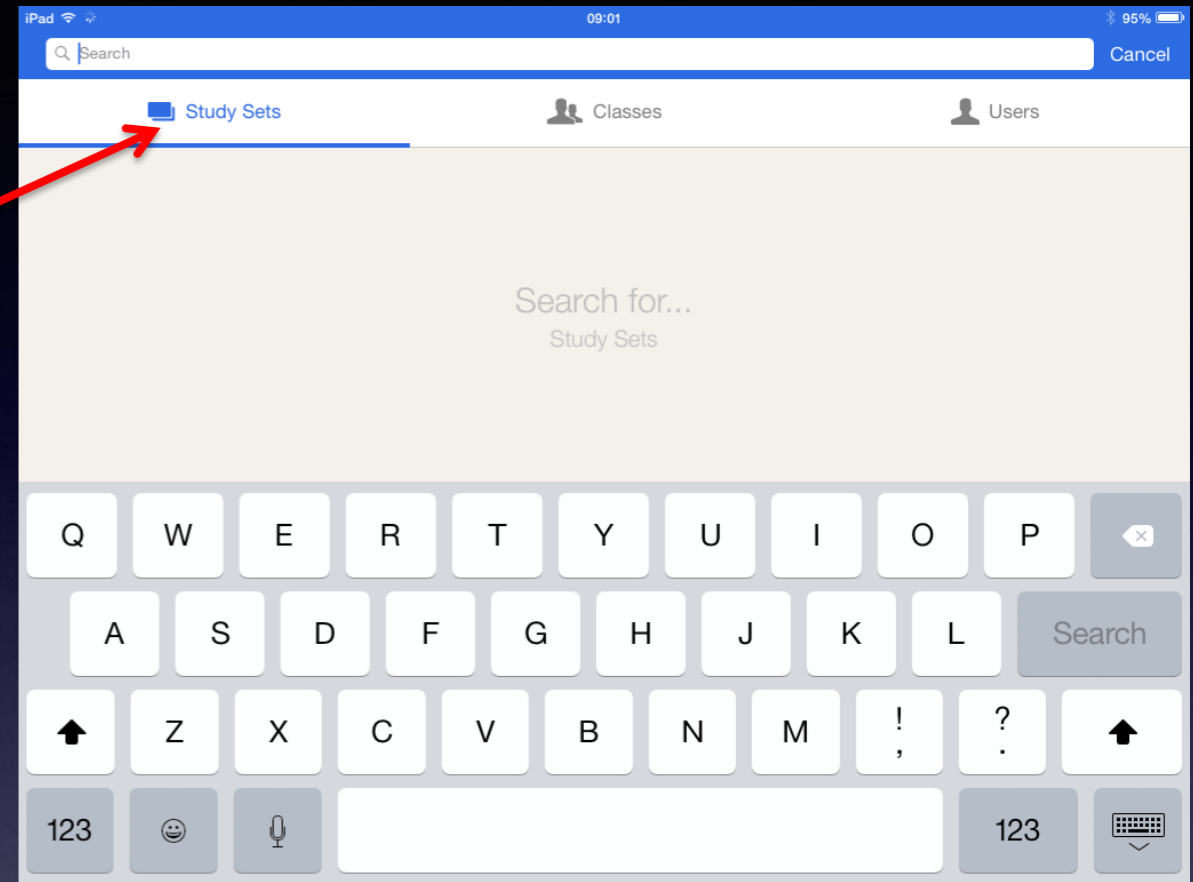 iPad 09:01 95%
Search Cancel
Study Sets Classes Users
Search for...
Study Sets
Q W E R T Y U I O P
A S D F G H J K L Search
Z X C V B N M ! , ? .
123 123